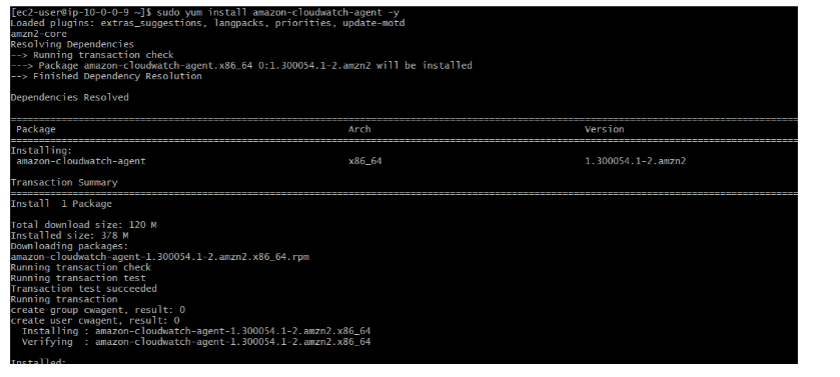 [ec2-user@ip-10-0-0-9 ~]$ sudo yum install amazon-cloudwatch-agent -y
Loaded plugins: extras_suggestions, langpacks, priorities, update-motd
amzn2-core
Resolving Dependencies
--> Running transaction check
---> Package amazon-cloudwatch-agent.x86_64 0:1.300054.1-2.amzn2 will be installed
--> Finished Dependency Resolution
Dependencies Resolved
================================================================================
Package Arch Version
================================================================================
Installing:
amazon-cloudwatch-agent x86_64 1.300054.1-2.amzn2
Transaction Summary
================================================================================
Install 1 Package
Total download size: 120 M
Installed size: 378 M
Downloading packages:
amazon-cloudwatch-agent-1.300054.1-2.amzn2.x86_64.rpm
Running transaction check
Running transaction test
Transaction test succeeded
Running transaction
create group cwagent, result: 0
create user cwagent, result: 0
Installing : amazon-cloudwatch-agent-1.300054.1-2.amzn2.x86_64
Verifying : amazon-cloudwatch-agent-1.300054.1-2.amzn2.x86_64
Installed: